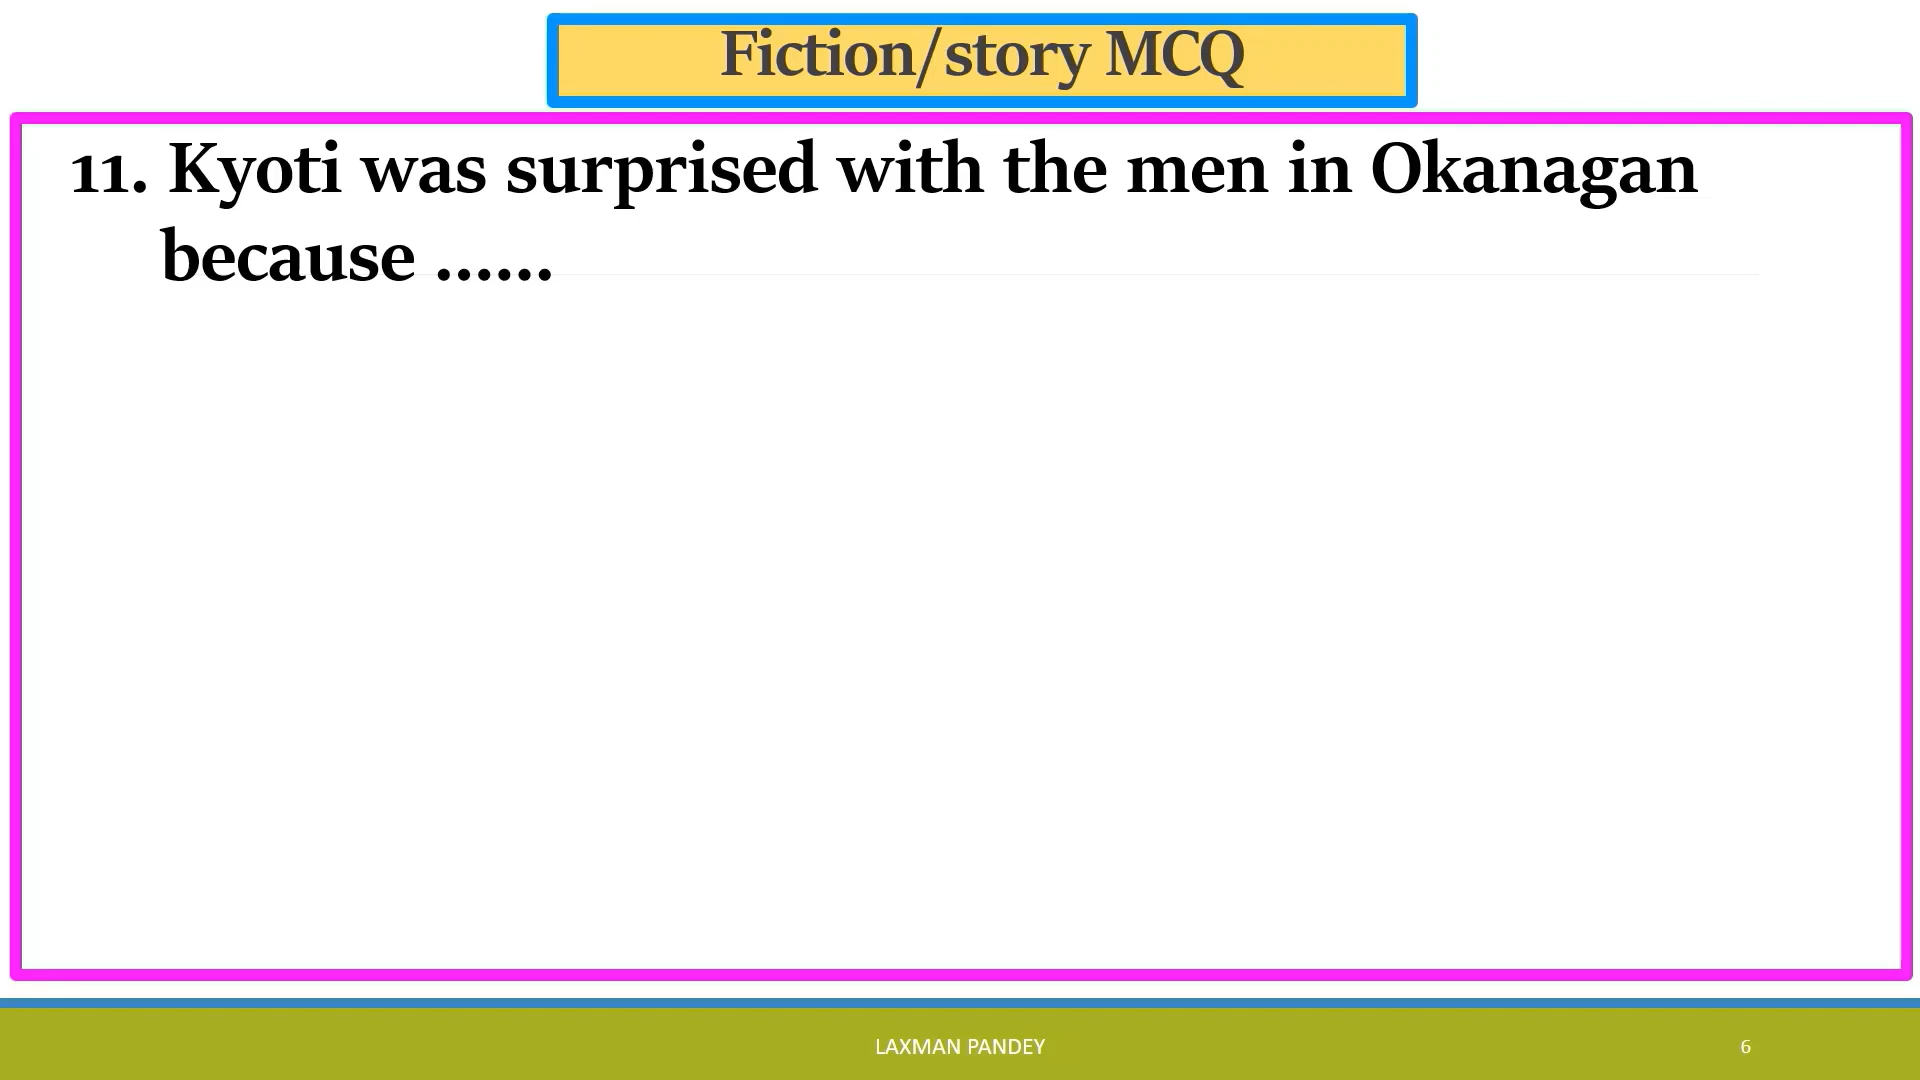 Fiction/story MCQ
11. Kyoti was surprised with the men in Okanagan
because ......
LAXMAN PANDEY
6